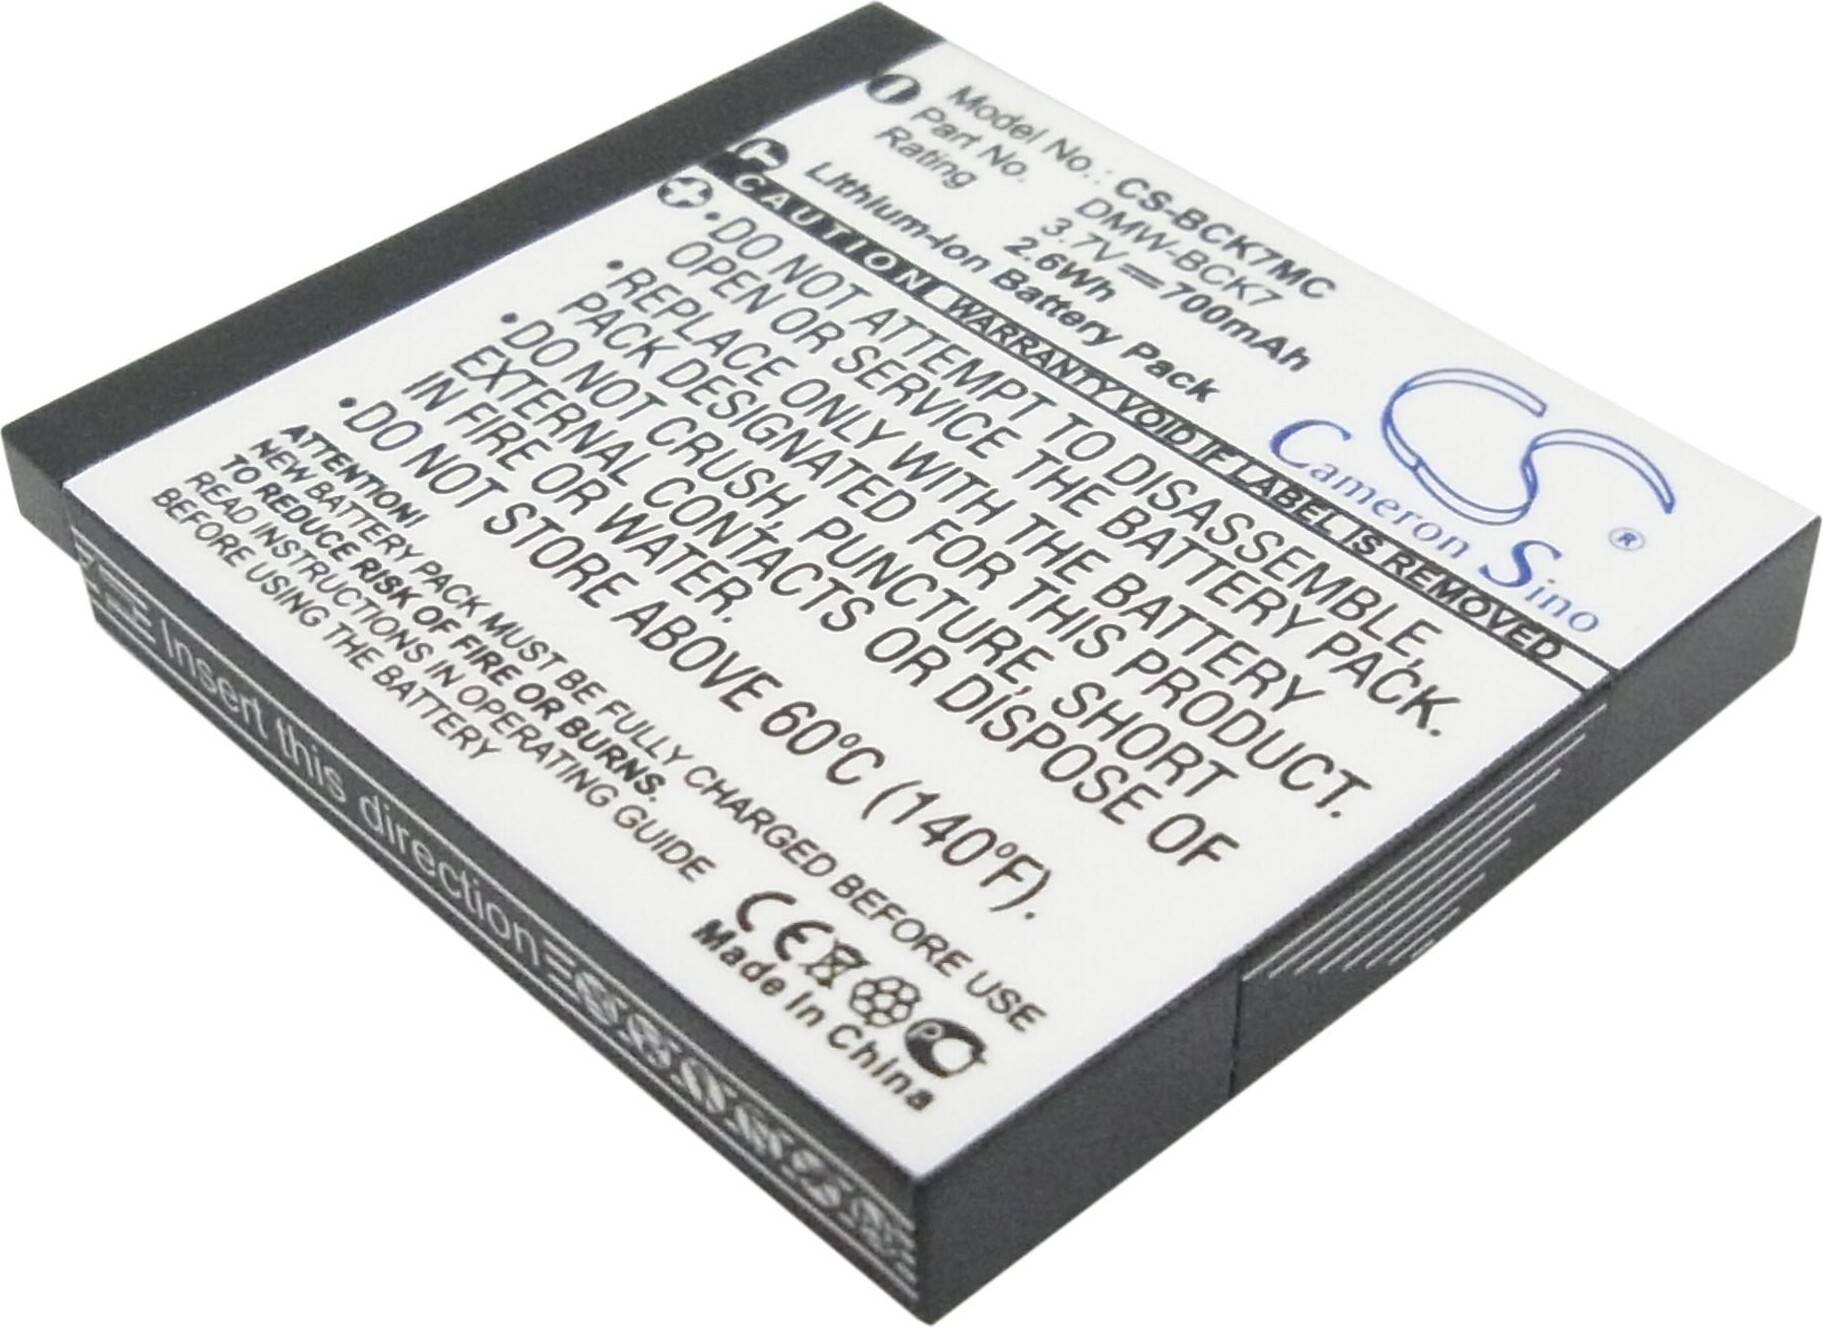 Model No.: CS-BCK7MC
Part No. DMW-BCK7
Rating 3.7V 700mAh
2.6Wh
Lithium-Ion Battery Pack
CS
Cameron Sino ®
CAUTION WARRANTY VOID IF LABEL IS REMOVED
•DO NOT ATTEMPT TO DISASSEMBLE,
OPEN OR SERVICE THE BATTERY PACK.
•REPLACE ONLY WITH THE BATTERY
PACK DESIGNATED FOR THIS PRODUCT.
•DO NOT CRUSH, PUNCTURE, SHORT
EXTERNAL CONTACTS OR DISPOSE OF
IN FIRE OR WATER.
•DO NOT STORE ABOVE 60ºC (140ºF).
ATTENTION!
NEW BATTERY PACK MUST BE FULLY CHARGED BEFORE USE
TO REDUCE RISK OF FIRE OR BURNS.
READ INSTRUCTIONS IN OPERATING GUIDE
BEFORE USING THE BATTERY
CE PC
Made In China
Insert this direction